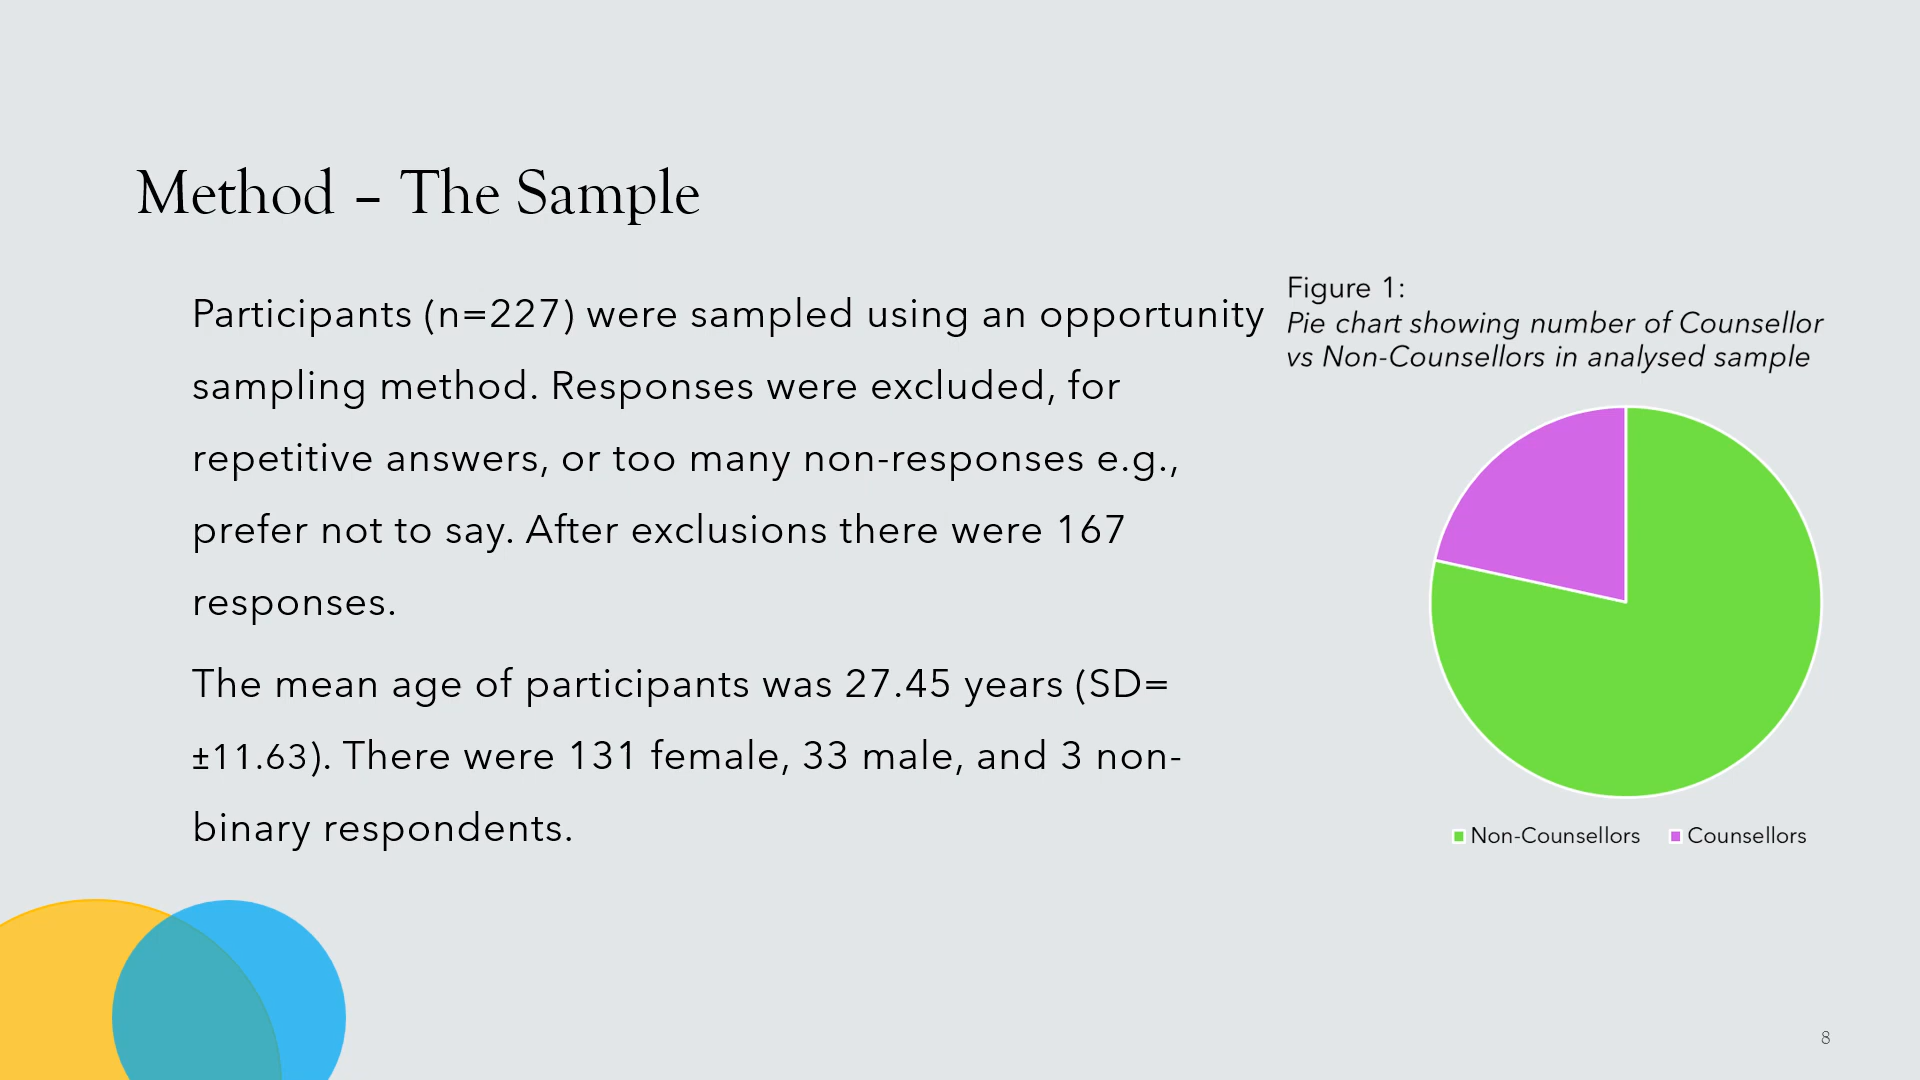 Method – The Sample
Participants (n=227) were sampled using an opportunity
sampling method. Responses were excluded, for
repetitive answers, or too many non-responses e.g.,
prefer not to say. After exclusions there were 167
responses.
The mean age of participants was 27.45 years (SD=
±11.63). There were 131 female, 33 male, and 3 non-
binary respondents.
Figure 1:
Pie chart showing number of Counsellor
vs Non-Counsellors in analysed sample
Non-Counsellors Counsellors
8